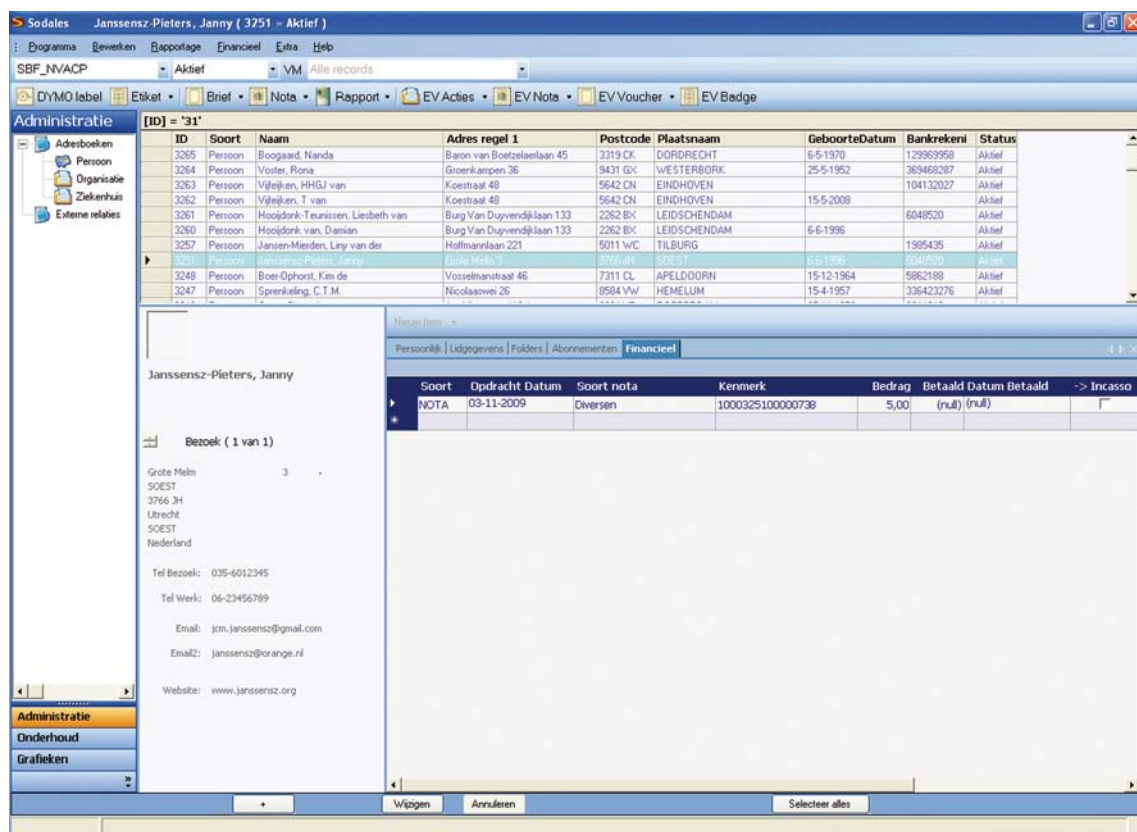 Sodales Janssensz-Pieters, Janny ( 3251 - Aktief )
Programma Bewerken Rapportage Financieel Extra Help
SBF_NVACP Aktief VM Alle records
DYMO label Etiket Brief Nota Rapport EV Acties EV Nota EV Voucher EV Badge
Administratie
[ID] = '31'
Adresboeken
Persoon
Organisatie
Ziekenhuis
Externe relaties
ID Soort Naam Adres regel 1 Postcode Plaatsnaam GeboorteDatum Bankrekeni Status
3265 Persoon Boogaard, Nanda Baron van Boetzelaerlaan 45 3319 CK DORDRECHT 6-5-1970 129969958 Aktief
3264 Persoon Voster, Rona Groenkampen 36 9431 GX WESTERBORK 25-5-1952 369468287 Aktief
3263 Persoon Vijfeijken, HHGJ van Koestraat 48 5642 CN EINDHOVEN 104132027 Aktief
3262 Persoon Vijfeijken, T van Koestraat 48 5642 CN EINDHOVEN 15-5-2008 Aktief
3261 Persoon Hooijdonk-Teunissen, Liesbeth van Burg Van Duyvendijklaan 133 2262 BX LEIDSCHENDAM 6048520 Aktief
3260 Persoon Hooijdonk van, Damian Burg Van Duyvendijklaan 133 2262 BX LEIDSCHENDAM 6-6-1996 Aktief
3257 Persoon Jansen-Mierden, Liny van der Hoffmannlaan 221 5011 WC TILBURG 1985435 Aktief
3251 Persoon Janssensz-Pieters, Janny Grote Melm 3 3766 JH SOEST 6-6-1996 6048520 Aktief
3248 Persoon Boer-Ophorst, Kim de Vosselmanstraat 46 7311 CL APELDOORN 15-12-1964 5862188 Aktief
3247 Persoon Sprenkeling, C.T.M. Nicolaaswei 26 8584 VW HEMELUM 15-4-1957 336423276 Aktief
Nieuw Item
Persoonlijk Lidgegevens Folders Abonnementen Financieel
Janssensz-Pieters, Janny
Soort Opdracht Datum Soort nota Kenmerk Bedrag Betaald Datum Betaald -> Incasso
NOTA 03-11-2009 Diversen 1000325100000738 5,00 (null) (null)
Bezoek ( 1 van 1)
Grote Melm 3
SOEST
3766 JH
Utrecht
SOEST
Nederland
Tel Bezoek: 035-6012345
Tel Werk: 06-23456789
Email: jcm.janssensz@gmail.com
Email2: janssensz@orange.nl
Website: www.janssensz.org
Administratie
Onderhoud
Grafieken
+ Wijzigen Annuleren Selecteer alles